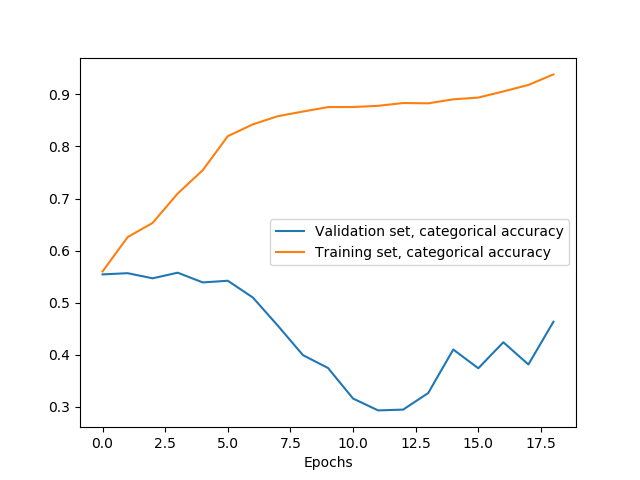 0.9
0.8
0.7
0.6
0.5
0.4
0.3
Validation set, categorical accuracy
Training set, categorical accuracy
0.0 2.5 5.0 7.5 10.0 12.5 15.0 17.5
Epochs